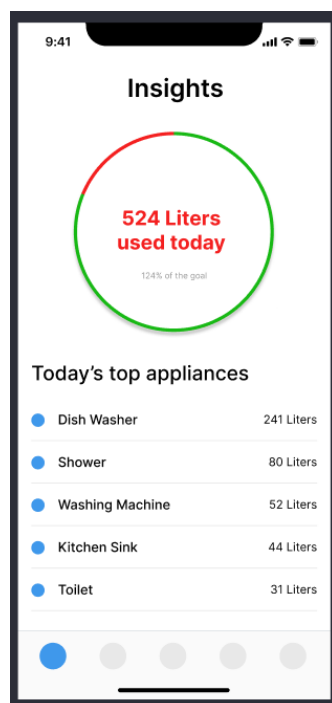 9:41
Insights
524 Liters
used today
124% of the goal
Today's top appliances
Dish Washer 241 Liters
Shower 80 Liters
Washing Machine 52 Liters
Kitchen Sink 44 Liters
Toilet 31 Liters